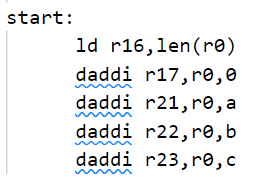 start:
ld r16,len(r0)
daddi r17,r0,0
daddi r21,r0,a
daddi r22,r0,b
daddi r23,r0,c